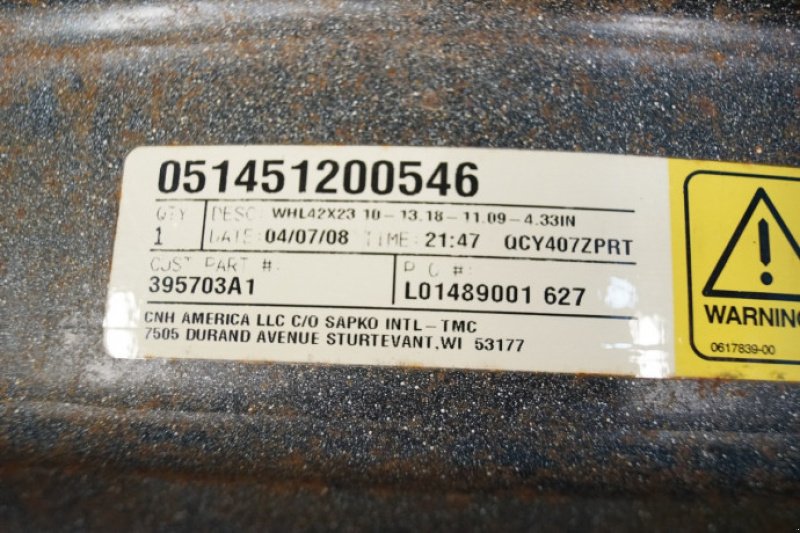 051451200546
QTY DESC: WHL42X23 10 - 13.18 - 11.09 - 4.33IN
1 DATE: 04/07/08 TIME: 21:47 QCY407ZPRT
CUST PART #: P O #:
395703A1 L01489001 627
CNH AMERICA LLC C/O SAPKO INTL - TMC
7505 DURAND AVENUE STURTEVANT, WI 53177
WARNING
0617839-00